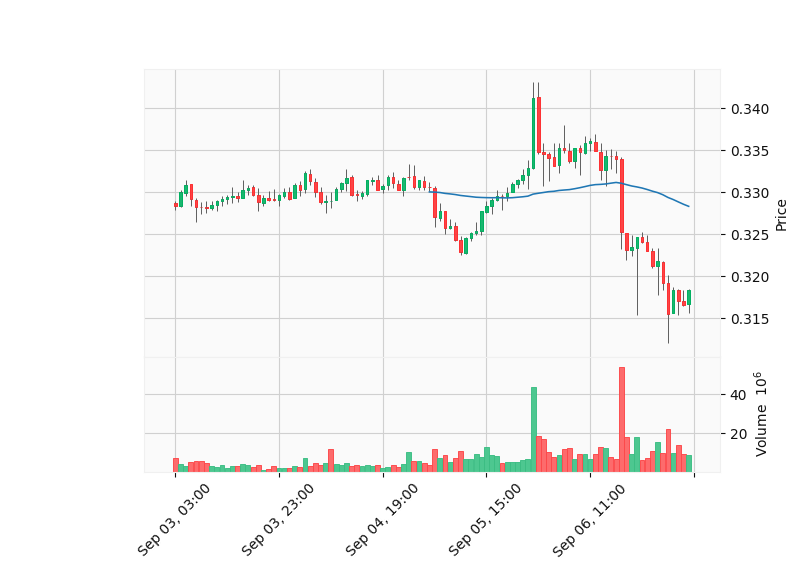 0.340
0.335
0.330
0.325
0.320
0.315
Price
40
20
Volume 10^6
Sep 03, 03:00
Sep 03, 23:00
Sep 04, 19:00
Sep 05, 15:00
Sep 06, 11:00